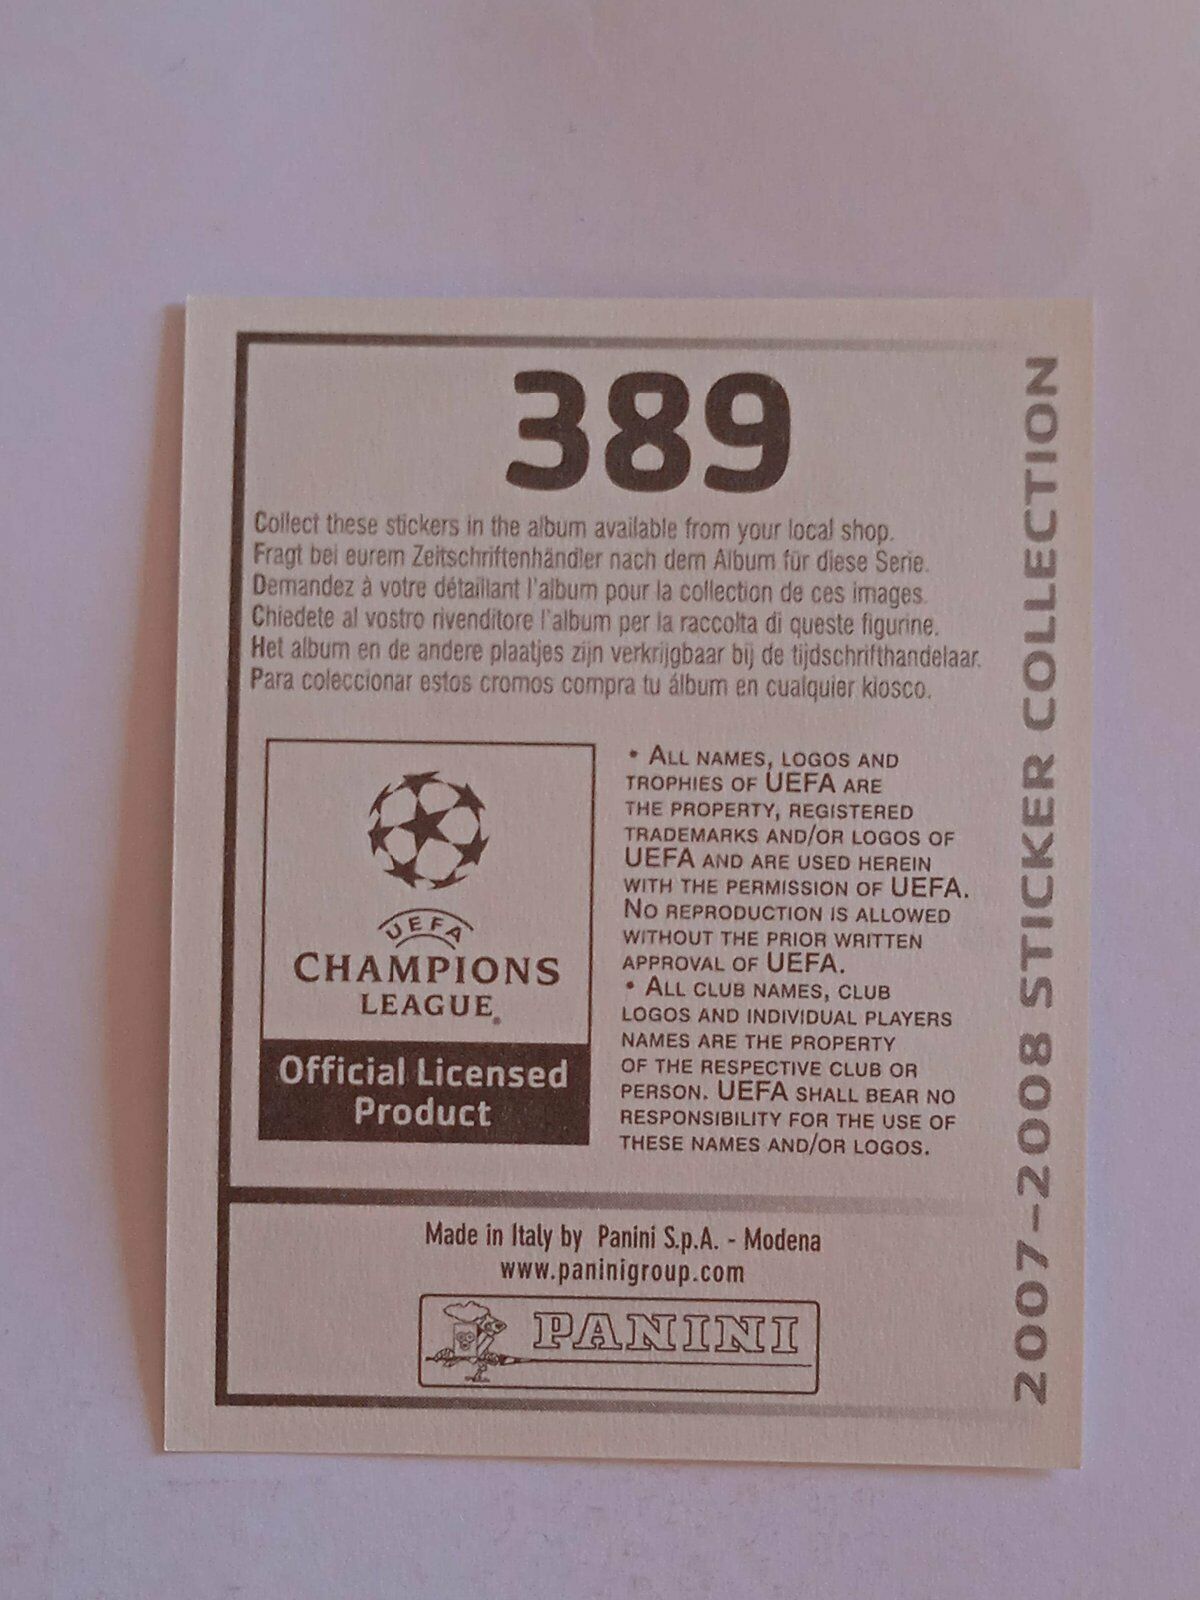 389
Collect these stickers in the album available from your local shop.
Fragt bei eurem Zeitschriftenhändler nach dem Album für diese Serie.
Demandez à votre détaillant l'album pour la collection de ces images.
Chiedete al vostro rivenditore l'album per la raccolta di queste figurine.
Het album en de andere plaatjes zijn verkrijgbaar bij de tijdschrifthandelaar.
Para coleccionar estos cromos compra tu álbum en cualquier kiosco.
UEFA
CHAMPIONS
LEAGUE®
Official Licensed
Product
• ALL NAMES, LOGOS AND
TROPHIES OF UEFA ARE
THE PROPERTY, REGISTERED
TRADEMARKS AND/OR LOGOS OF
UEFA AND ARE USED HEREIN
WITH THE PERMISSION OF UEFA.
NO REPRODUCTION IS ALLOWED
WITHOUT THE PRIOR WRITTEN
APPROVAL OF UEFA.
• ALL CLUB NAMES, CLUB
LOGOS AND INDIVIDUAL PLAYERS
NAMES ARE THE PROPERTY
OF THE RESPECTIVE CLUB OR
PERSON. UEFA SHALL BEAR NO
RESPONSIBILITY FOR THE USE OF
THESE NAMES AND/OR LOGOS.
Made in Italy by Panini S.p.A. - Modena
www.paninigroup.com
PANINI
2007-2008 STICKER COLLECTION